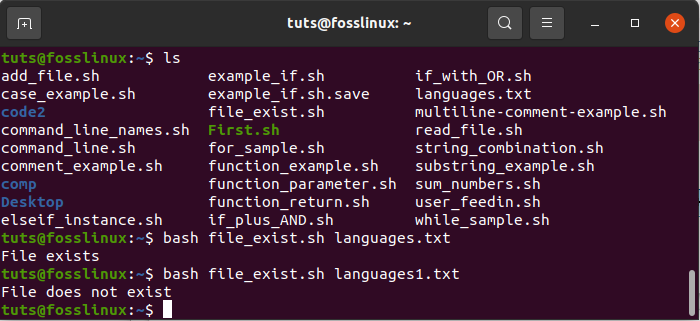 tuts@fosslinux: ~
tuts@fosslinux:~$ ls
add_file.sh example_if.sh if_with_OR.sh
case_example.sh example_if.sh.save languages.txt
code2 file_exist.sh multiline-comment-example.sh
command_line_names.sh First.sh read_file.sh
command_line.sh for_sample.sh string_combination.sh
comment_example.sh function_example.sh substring_example.sh
comp function_parameter.sh sum_numbers.sh
Desktop function_return.sh user_feedin.sh
elseif_instance.sh if_plus_AND.sh while_sample.sh
tuts@fosslinux:~$ bash file_exist.sh languages.txt
File exists
tuts@fosslinux:~$ bash file_exist.sh languages1.txt
File does not exist
tuts@fosslinux:~$